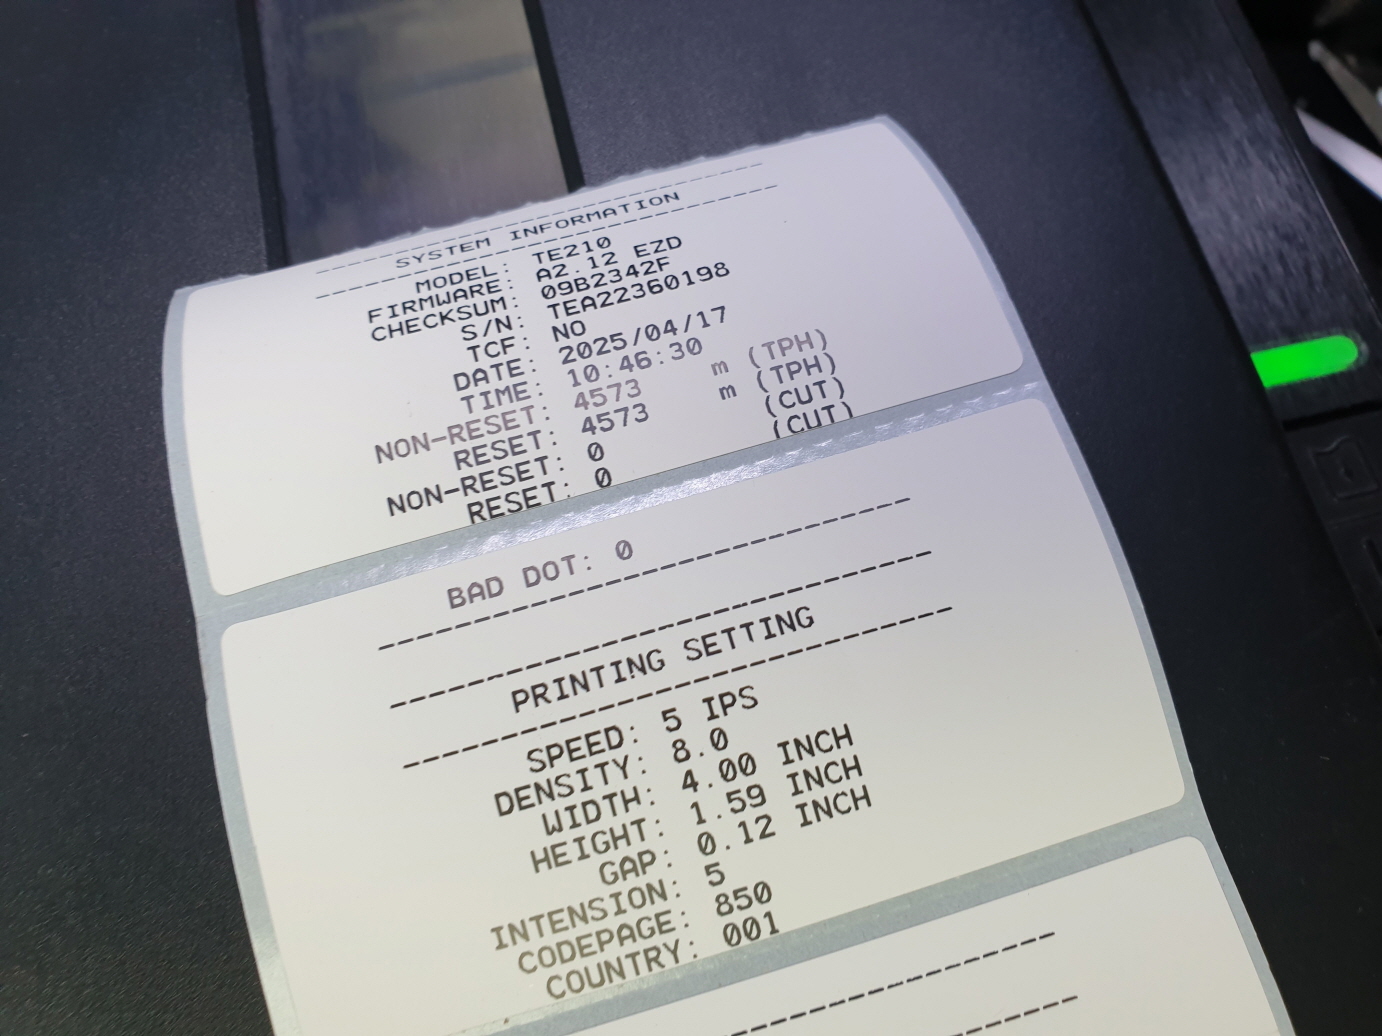 --------------------------------
SYSTEM INFORMATION
--------------------------------
MODEL: TE210
FIRMWARE: A2.12 EZD
CHECKSUM: 09B2342F
S/N: TEA22360198
TCF: NO
DATE: 2025/04/17
TIME: 10:46:30
NON-RESET: 4573 m (TPH)
RESET: 4573 m (TPH)
NON-RESET: 0 (CUT)
RESET: 0 (CUT)
BAD DOT: 0
--------------------------------
--------------------------------
PRINTING SETTING
--------------------------------
SPEED: 5 IPS
DENSITY: 8.0
WIDTH: 4.00 INCH
HEIGHT: 1.59 INCH
GAP: 0.12 INCH
INTENSION: 5
CODEPAGE: 850
COUNTRY: 001